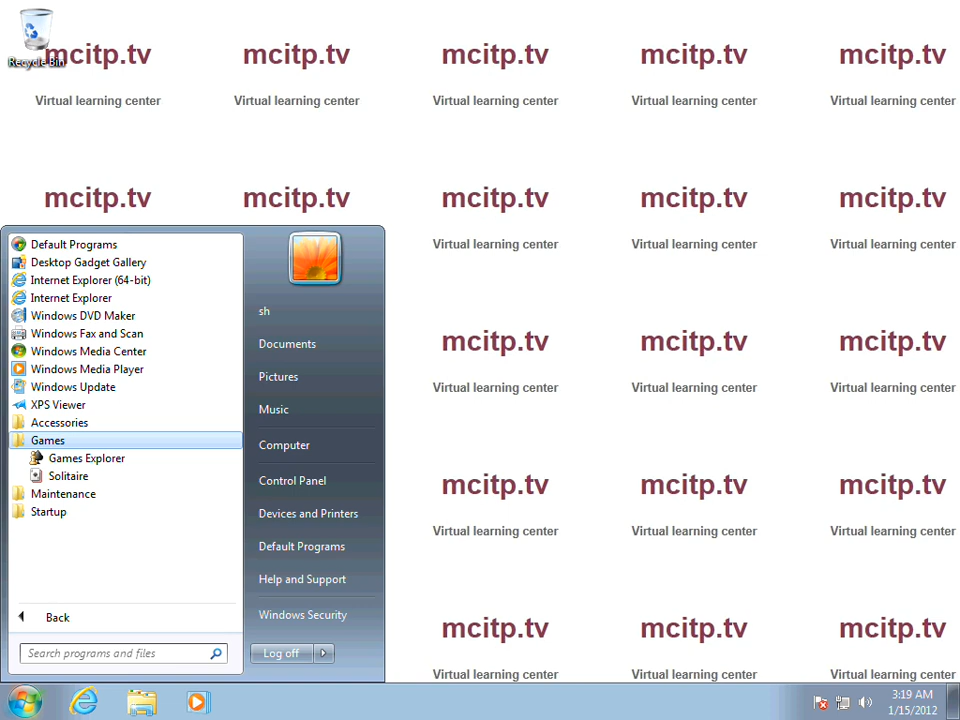 Recycle Bin
mcitp.tv mcitp.tv mcitp.tv mcitp.tv mcitp.tv
Virtual learning center Virtual learning center Virtual learning center Virtual learning center Virtual learning center
mcitp.tv mcitp.tv mcitp.tv mcitp.tv mcitp.tv
Virtual learning center Virtual learning center Virtual learning center
mcitp.tv mcitp.tv mcitp.tv
Virtual learning center Virtual learning center Virtual learning center
mcitp.tv mcitp.tv mcitp.tv
Virtual learning center Virtual learning center Virtual learning center
mcitp.tv mcitp.tv mcitp.tv
Virtual learning center Virtual learning center Virtual learning center
Default Programs
Desktop Gadget Gallery
Internet Explorer (64-bit)
Internet Explorer
Windows DVD Maker
Windows Fax and Scan
Windows Media Center
Windows Media Player
Windows Update
XPS Viewer
Accessories
Games
Games Explorer
Solitaire
Maintenance
Startup
Back
Search programs and files
sh
Documents
Pictures
Music
Computer
Control Panel
Devices and Printers
Default Programs
Help and Support
Windows Security
Log off
3:19 AM
1/15/2012